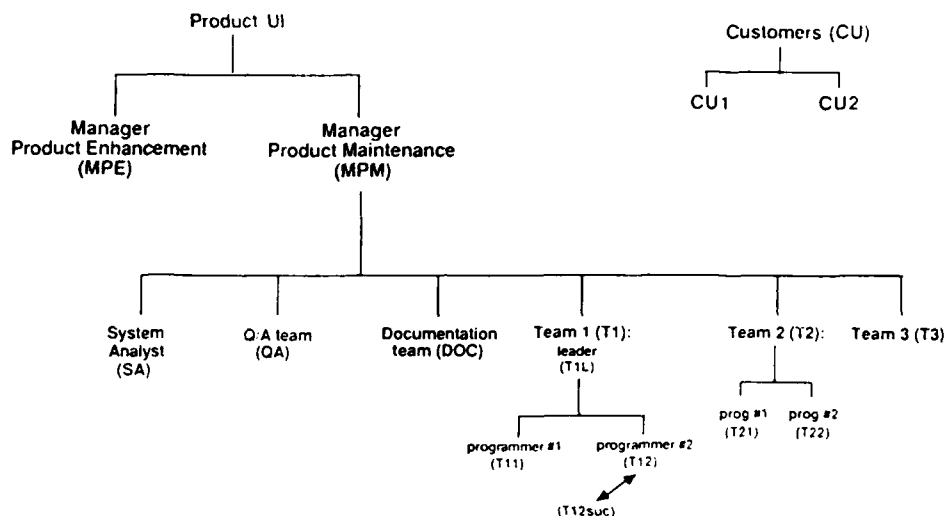 Product UI
Customers (CU)
CU1
CU2
Manager
Product Enhancement
(MPE)
Manager
Product Maintenance
(MPM)
System
Analyst
(SA)
Q:A team
(QA)
Documentation
team (DOC)
Team 1 (T1):
leader
(T1L)
Team 2 (T2):
Team 3 (T3)
prog #1
(T21)
prog #2
(T22)
programmer #1
(T11)
programmer #2
(T12)
(T12suc)